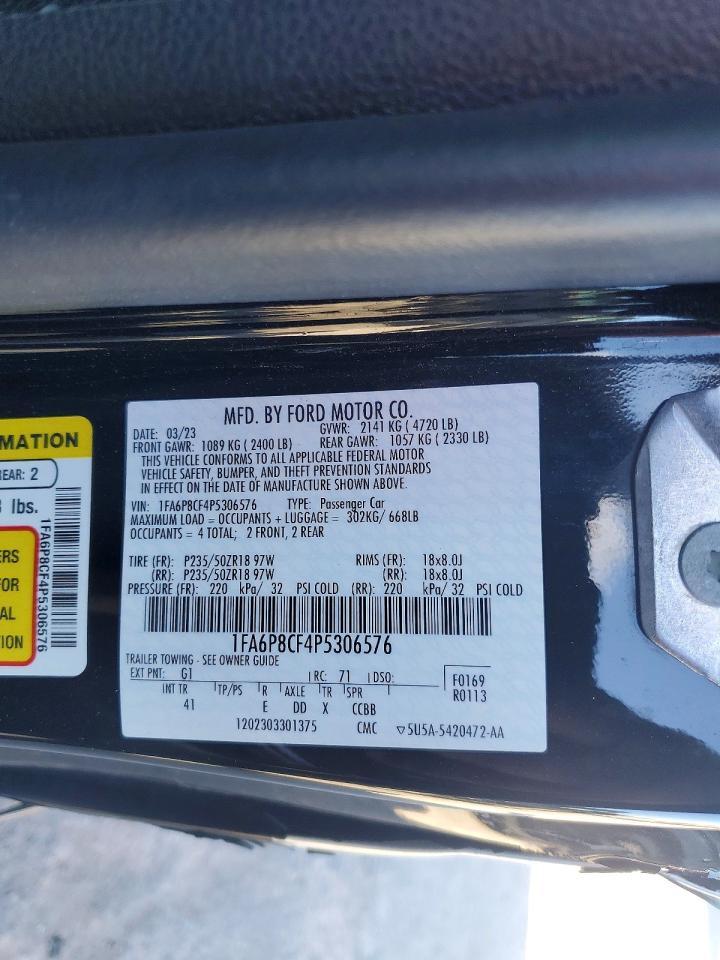 MFD. BY FORD MOTOR CO.
DATE: 03/23 GVWR: 2141 KG ( 4720 LB)
FRONT GAWR: 1089 KG ( 2400 LB) REAR GAWR: 1057 KG ( 2330 LB)
THIS VEHICLE CONFORMS TO ALL APPLICABLE FEDERAL MOTOR
VEHICLE SAFETY, BUMPER, AND THEFT PREVENTION STANDARDS
IN EFFECT ON THE DATE OF MANUFACTURE SHOWN ABOVE.
VIN: 1FA6P8CF4P5306576 TYPE: Passenger Car
MAXIMUM LOAD = OCCUPANTS + LUGGAGE = 302KG/ 668LB
OCCUPANTS = 4 TOTAL; 2 FRONT, 2 REAR
TIRE (FR): P235/50ZR18 97W RIMS (FR): 18x8.0J
(RR): P235/50ZR18 97W (RR): 18x8.0J
PRESSURE (FR): 220 kPa/ 32 PSI COLD (RR): 220 kPa/ 32 PSI COLD
1FA6P8CF4P5306576
TRAILER TOWING - SEE OWNER GUIDE
EXT PNT: G1 RC: 71 DSO: F0169
INT TR TP/PS R AXLE TR SPR R0113
41 E DD X CCBB
1202303301375 CMC ▽5U5A-5420472-AA
RMATION
REAR: 2
lbs.
ERS
FOR
AL
TION
1FA6P8CF4P5306576